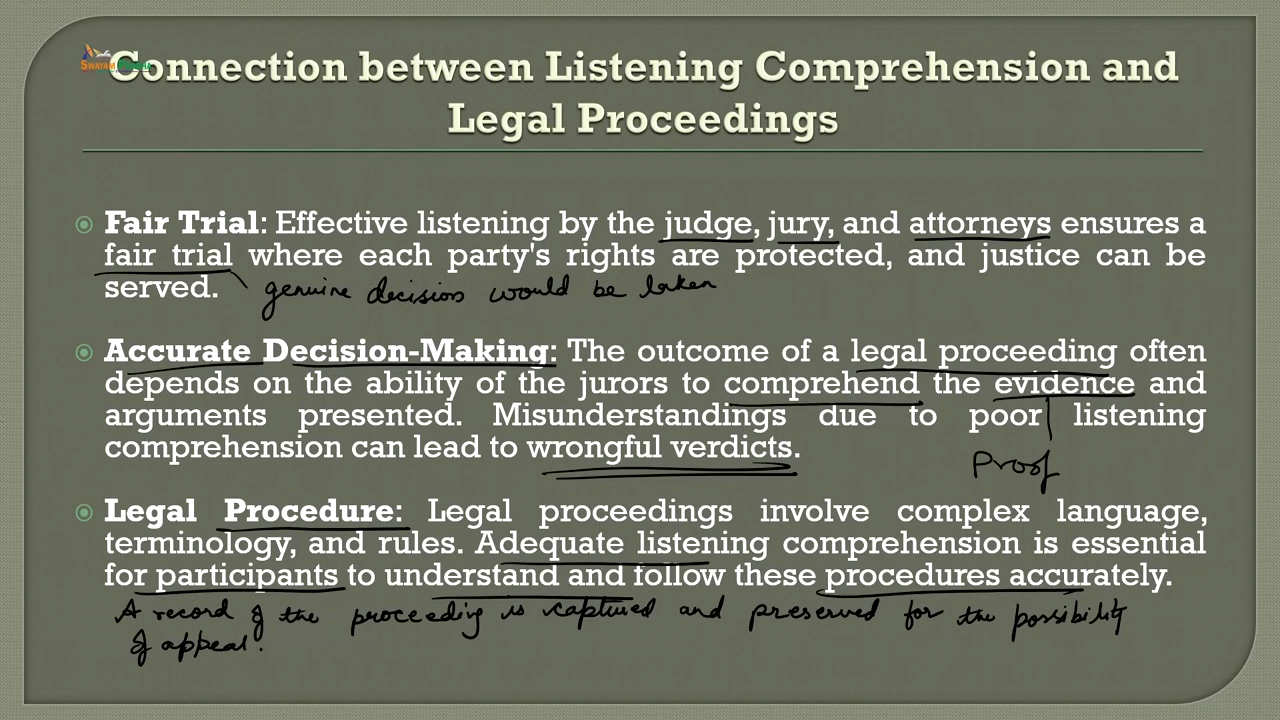 Connection between Listening Comprehension and
Legal Proceedings
Fair Trial: Effective listening by the judge, jury, and attorneys ensures a
fair trial where each party's rights are protected, and justice can be
served.
genuine decision would be taken
Accurate Decision-Making: The outcome of a legal proceeding often
depends on the ability of the jurors to comprehend the evidence and
arguments presented. Misunderstandings due to poor listening
comprehension can lead to wrongful verdicts.
Proof
Legal Procedure: Legal proceedings involve complex language,
terminology, and rules. Adequate listening comprehension is essential
for participants to understand and follow these procedures accurately.
A record of the proceeding is captured and preserved for the possibility
of appeal.